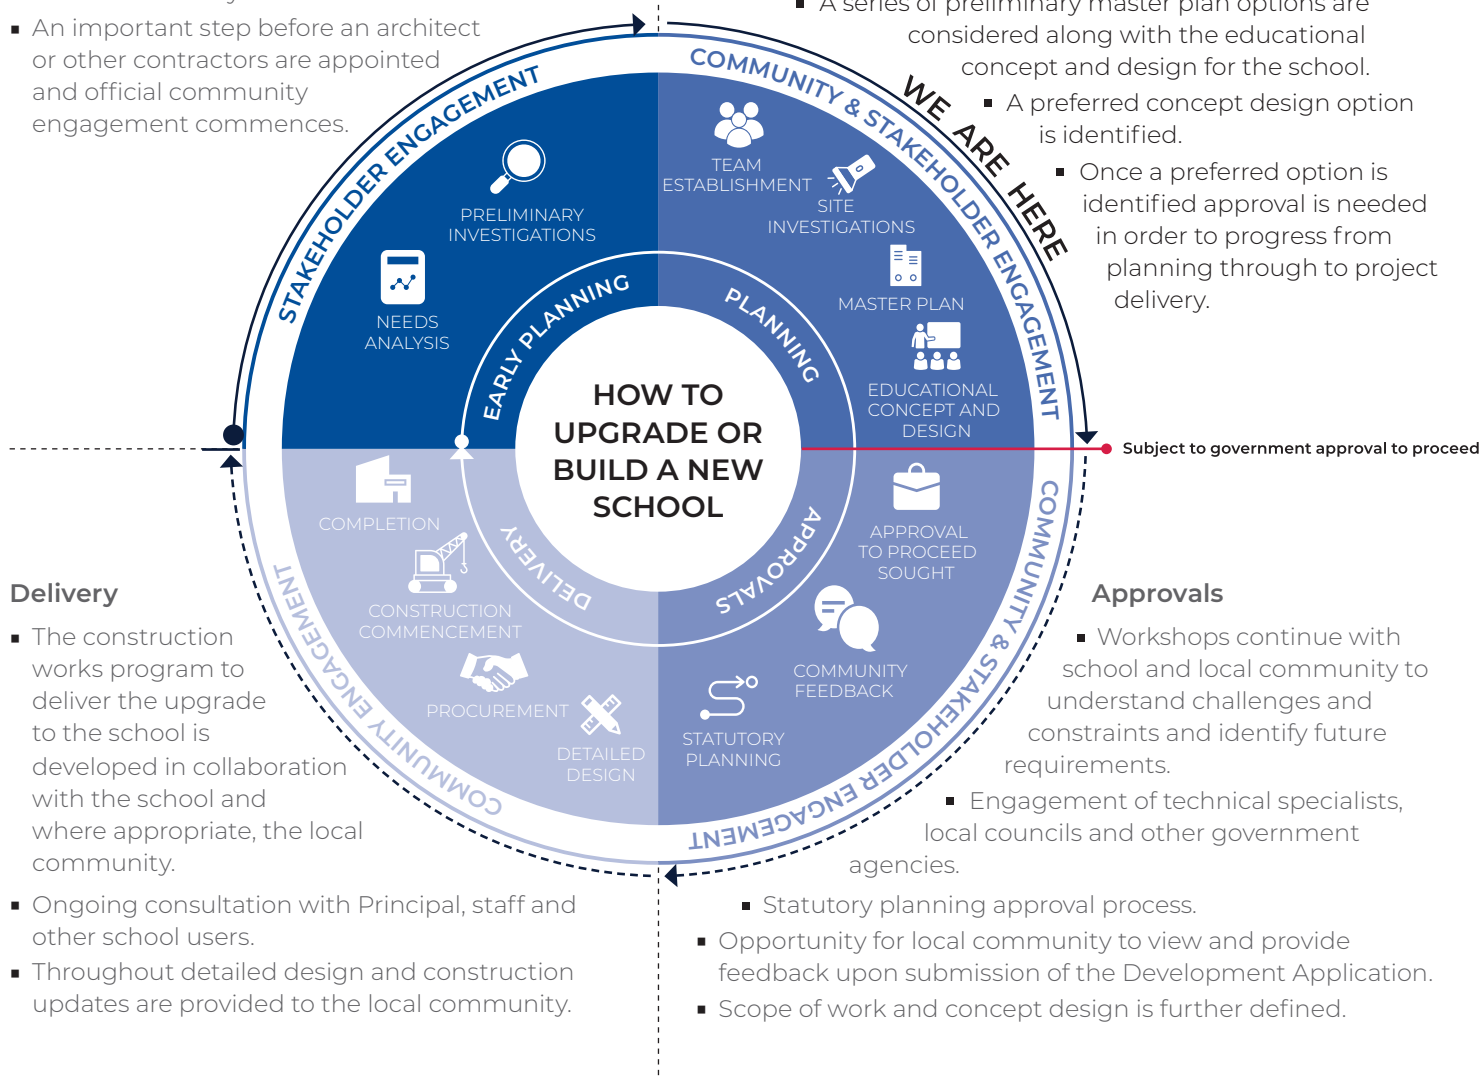 An important step before an architect
or other contractors are appointed
and official community
engagement commences.
A series of preliminary master plan options are
considered along with the educational
concept and design for the school.
A preferred concept design option
is identified.
Once a preferred option is
identified approval is needed
in order to progress from
planning through to project
delivery.
WE ARE HERE
STAKEHOLDER ENGAGEMENT
COMMUNITY & STAKEHOLDER ENGAGEMENT
PRELIMINARY
INVESTIGATIONS
NEEDS
ANALYSIS
EARLY PLANNING
TEAM
ESTABLISHMENT
SITE
INVESTIGATIONS
MASTER PLAN
EDUCATIONAL
CONCEPT AND
DESIGN
PLANNING
HOW TO
UPGRADE OR
BUILD A NEW
SCHOOL
Subject to government approval to proceed
APPROVALS
APPROVAL
TO PROCEED
SOUGHT
COMMUNITY
FEEDBACK
STATUTORY
PLANNING
COMMUNITY & STAKEHOLDER ENGAGEMENT
DELIVERY
COMPLETION
CONSTRUCTION
COMMENCEMENT
PROCUREMENT
DETAILED
DESIGN
COMMUNITY ENGAGEMENT
Delivery
The construction
works program to
deliver the upgrade
to the school is
developed in collaboration
with the school and
where appropriate, the local
community.
Ongoing consultation with Principal, staff and
other school users.
Throughout detailed design and construction
updates are provided to the local community.
Approvals
Workshops continue with
school and local community to
understand challenges and
constraints and identify future
requirements.
Engagement of technical specialists,
local councils and other government
agencies.
Statutory planning approval process.
Opportunity for local community to view and provide
feedback upon submission of the Development Application.
Scope of work and concept design is further defined.